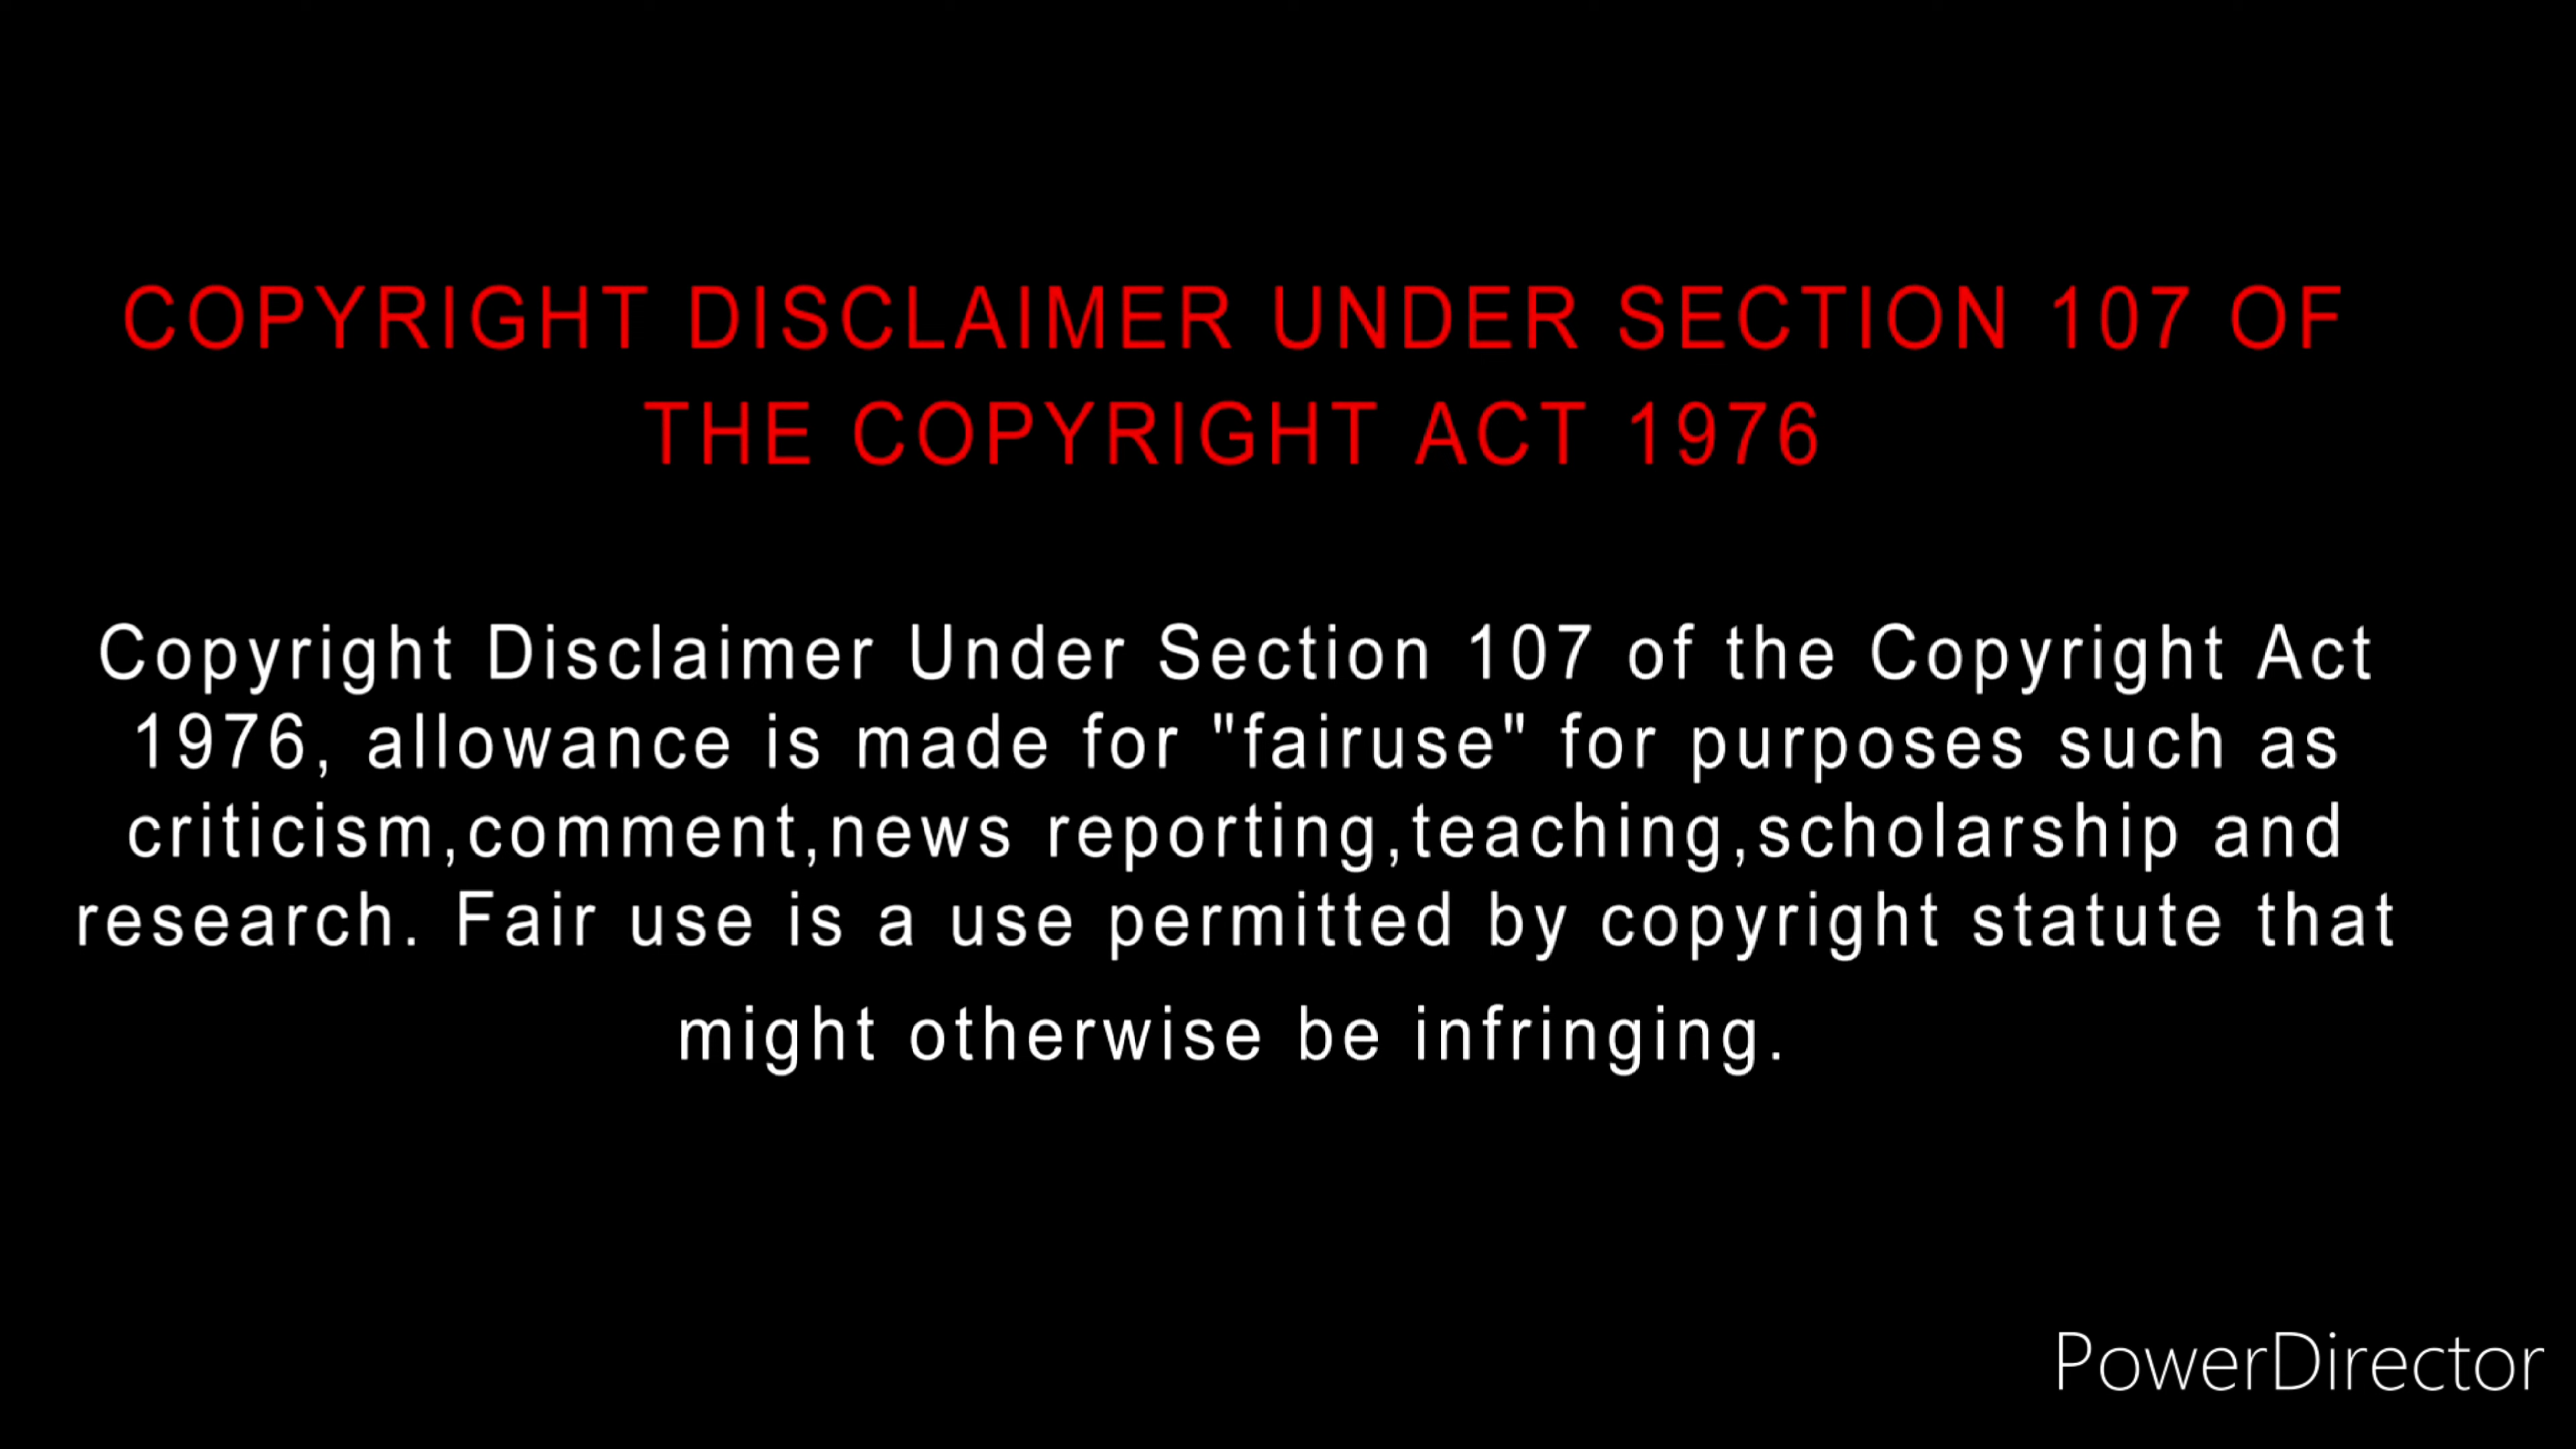 COPYRIGHT DISCLAIMER UNDER SECTION 107 OF
THE COPYRIGHT ACT 1976
Copyright Disclaimer Under Section 107 of the Copyright Act
1976, allowance is made for "fairuse" for purposes such as
criticism,comment,news reporting,teaching,scholarship and
research. Fair use is a use permitted by copyright statute that
might otherwise be infringing.
PowerDirector